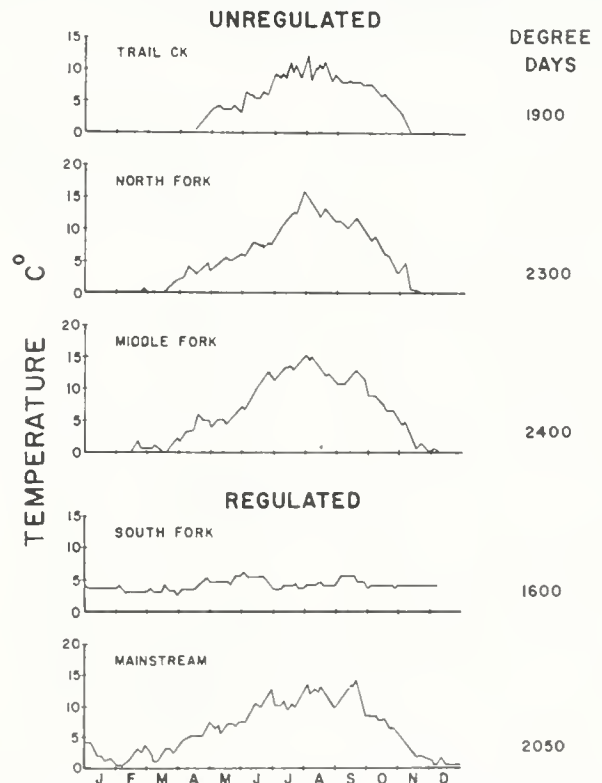 UNREGULATED
DEGREE
DAYS
TRAIL CK
15
10
5
0
1900
NORTH FORK
20
15
10
5
0
2300
MIDDLE FORK
20
15
10
5
0
2400
TEMPERATURE C°
REGULATED
SOUTH FORK
15
10
5
0
1600
MAINSTREAM
20
15
10
5
0
2050
J F M A M J J A S O N D